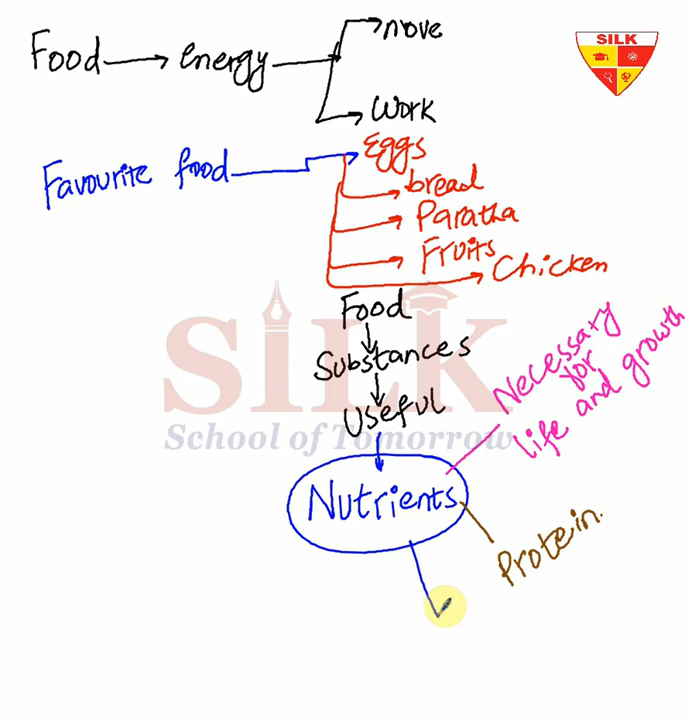 move
SILK
Food energy
work
Eggs
Favourite food
bread
Paratha
Fruits
Chicken
Food
Substances
Useful
Necessary
for
life and growth
SiLK
School of Tomorrow
Nutrients
Protein.